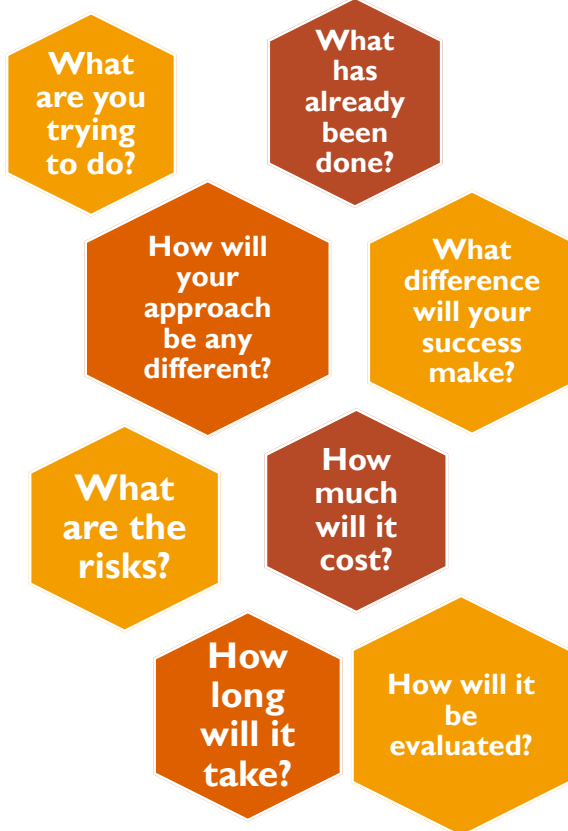 What
are you
trying
to do?
What
has
already
been
done?
How will
your
approach
be any
different?
What
difference
will your
success
make?
What
are the
risks?
How
much
will it
cost?
How
long
will it
take?
How will it
be
evaluated?